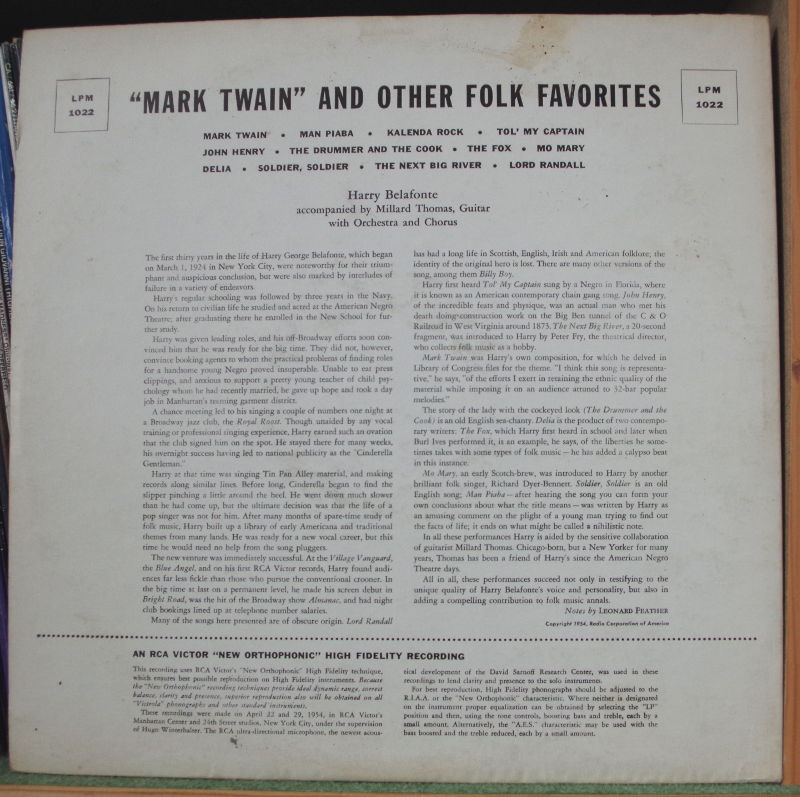 LPM
1022
"MARK TWAIN" AND OTHER FOLK FAVORITES
LPM
1022
MARK TWAIN • MAN PIABA • KALENDA ROCK • TOL' MY CAPTAIN
JOHN HENRY • THE DRUMMER AND THE COOK • THE FOX • MO MARY
DELIA • SOLDIER, SOLDIER • THE NEXT BIG RIVER • LORD RANDALL
Harry Belafonte
accompanied by Millard Thomas, Guitar
with Orchestra and Chorus
The first thirty years in the life of Harry George Belafonte, which began
on March 1, 1924 in New York City, were noteworthy for their trium-
phant and auspicious conclusion, but were also marked by interludes of
failure in a variety of endeavors.
Harry's regular schooling was followed by three years in the Navy.
On his return to civilian life he studied and acted at the American Negro
Theatre; after graduating there he enrolled in the New School for fur-
ther study.
Harry was given leading roles, and his off-Broadway efforts soon con-
vinced him that he was ready for the big time. They did not, however,
convince booking agents to whom the practical problems of finding roles
for a handsome young Negro proved insuperable. Unable to eat press
clippings, and anxious to support a pretty young teacher of child psy-
chology whom he had recently married, he gave up hope and took a day
job in Manhattan's teeming garment district.
A chance meeting led to his singing a couple of numbers one night at
a Broadway jazz club, the Royal Roost. Though unaided by any vocal
training or professional singing experience, Harry earned such an ovation
that the club signed him on the spot. He stayed there for many weeks,
his overnight success having led to national publicity as the "Cinderella
Gentleman."
Harry at that time was singing Tin Pan Alley material, and making
records along similar lines. Before long, Cinderella began to find the
slipper pinching a little around the heel. He went down much slower
than he had come up, but the ultimate decision was that the life of a
pop singer was not for him. After many months of spare-time study of
folk music, Harry built up a library of early Americana and traditional
themes from many lands. He was ready for a new vocal career, but this
time he would need no help from the song pluggers.
The new venture was immediately successful. At the Village Vanguard,
the Blue Angel, and on his first RCA Victor records, Harry found audi-
ences far less fickle than those who pursue the conventional crooner. In
the big time at last on a permanent level, he made his screen debut in
Bright Road, was the hit of the Broadway show Almanac, and had night
club bookings lined up at telephone number salaries.
Many of the songs here presented are of obscure origin. Lord Randall
has had a long life in Scottish, English, Irish and American folklore; the
identity of the original hero is lost. There are many other versions of the
song, among them Billy Boy.
Harry first heard Tol' My Captain sung by a Negro in Florida, where
it is known as an American contemporary chain gang song. John Henry,
of the incredible feats and physique, was an actual man who met his
death doing construction work on the Big Ben tunnel of the C & O
Railroad in West Virginia around 1873. The Next Big River, a 20-second
fragment, was introduced to Harry by Peter Fry, the theatrical director,
who collects folk music as a hobby.
Mark Twain was Harry's own composition, for which he delved in
Library of Congress files for the theme. "I think this song is representa-
tive," he says, "of the efforts I exert in retaining the ethnic quality of the
material while imposing it on an audience attuned to 32-bar popular
melodies."
The story of the lady with the cockeyed look (The Drummer and the
Cook) is an old English sea-chanty. Delia is the product of two contempo-
rary writers. The Fox, which Harry first heard in school and later when
Burl Ives performed it, is an example, he says, of the liberties he some-
times takes with some types of folk music—he has added a calypso beat
in this instance.
Mo Mary, an early Scotch-brew, was introduced to Harry by another
brilliant folk singer, Richard Dyer-Bennett. Soldier, Soldier is an old
English song; Man Piaba—after hearing the song you can form your
own conclusions about what the title means—was written by Harry as
an amusing comment on the plight of a young man trying to find out
the facts of life; it ends on what might be called a nihilistic note.
In all these performances Harry is aided by the sensitive collaboration
of guitarist Millard Thomas. Chicago-born, but a New Yorker for many
years, Thomas has been a friend of Harry's since the American Negro
Theatre days.
All in all, these performances succeed not only in testifying to the
unique quality of Harry Belafonte's voice and personality, but also in
adding a compelling contribution to folk music annals.
Notes by LEONARD FEATHER
Copyright 1954, Radio Corporation of America
AN RCA VICTOR "NEW ORTHOPHONIC" HIGH FIDELITY RECORDING
This recording uses RCA Victor's "New Orthophonic" High Fidelity technique,
which ensures best possible reproduction on High Fidelity instruments. Because
the "New Orthophonic" recording techniques provide ideal dynamic range, correct
balance, clarity and presence, superior reproduction also will be obtained on all
"Victrola" phonographs and other standard instruments.
These recordings were made on April 22 and 29, 1954, in RCA Victor's
Manhattan Center and 24th Street studios, New York City, under the supervision
of Hugo Winterhalter. The RCA ultra-directional microphone, the newest acous-
tical development of the David Sarnoff Research Center, was used in these
recordings to lend clarity and presence to the solo instruments.
For best reproduction, High Fidelity phonographs should be adjusted to the
R.I.A.A. or the "New Orthophonic" characteristic. Where neither is designated
on the instrument proper equalization can be obtained by selecting the "LP"
position and then, using the tone controls, boosting bass and treble, each by a
small amount. Alternatively, the "A.E.S." characteristic may be used with the
bass boosted and the treble reduced, each by a small amount.